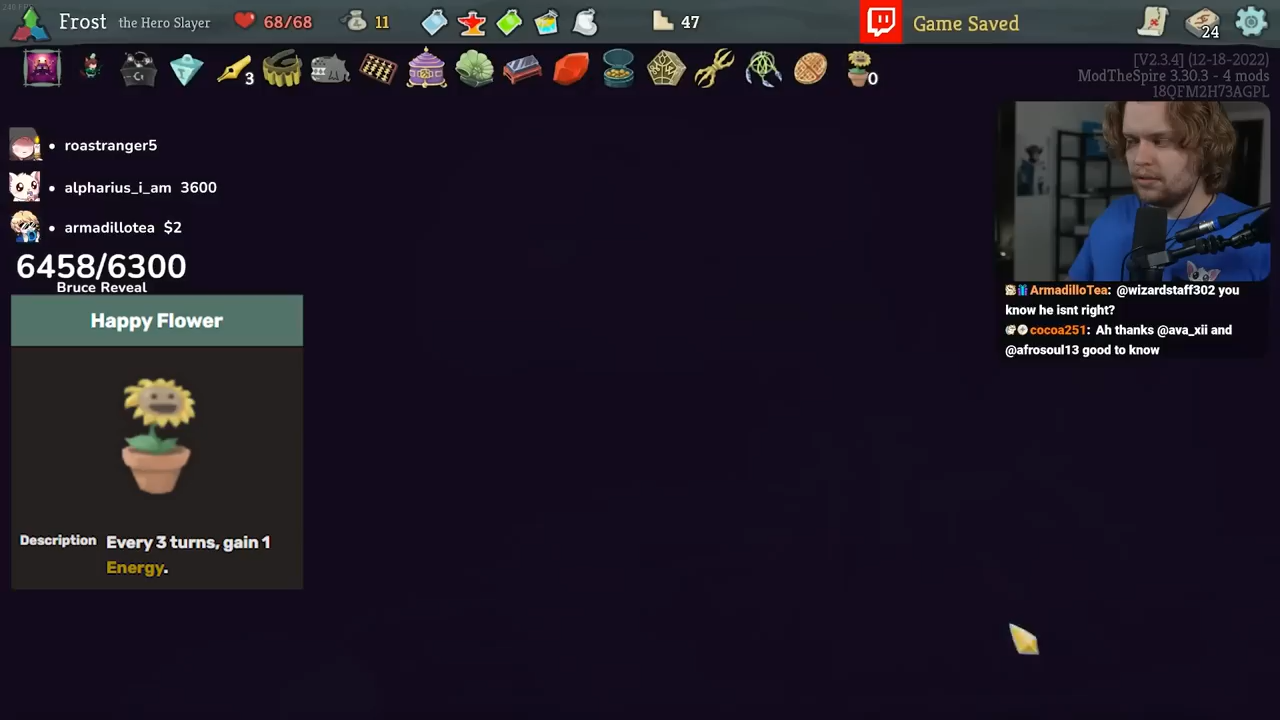 Frost the Hero Slayer 68/68 11 47 Game Saved 24
3 0
[V2.3.4] (12-18-2022)
ModTheSpire 3.30.3 - 4 mods
18QFM2H73AGPL
• roastranger5
• alpharius_i_am 3600
• armadillotea $2
6458/6300
Bruce Reveal
Happy Flower
Description Every 3 turns, gain 1
Energy.
ArmadilloTea: @wizardstaff302 you
know he isnt right?
cocoa251: Ah thanks @ava_xii and
@afrosoul13 good to know